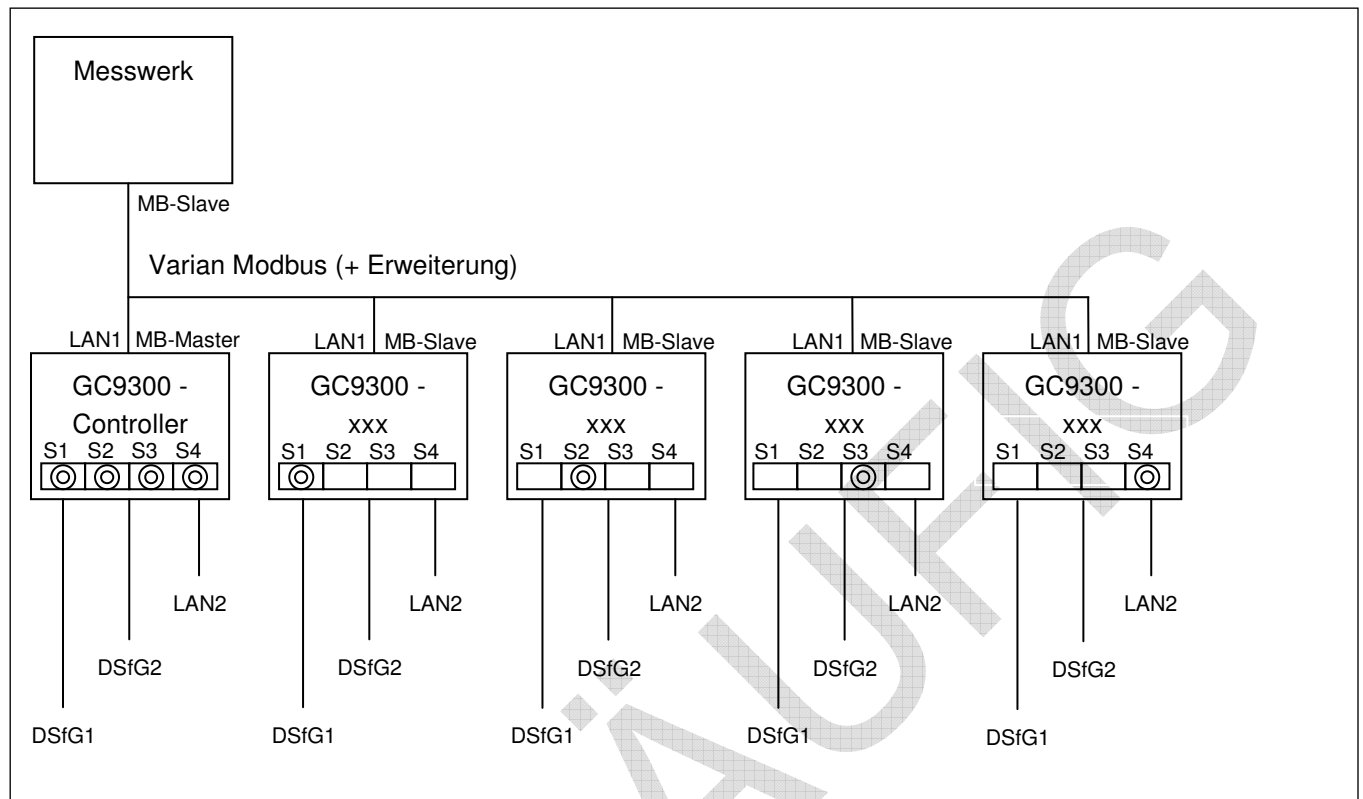 Messwerk
MB-Slave
Varian Modbus (+ Erweiterung)
LAN1 MB-Master LAN1 MB-Slave LAN1 MB-Slave LAN1 MB-Slave LAN1 MB-Slave
GC9300 - GC9300 - GC9300 - GC9300 - GC9300 -
Controller xxx xxx xxx xxx
S1 S2 S3 S4 S1 S2 S3 S4 S1 S2 S3 S4 S1 S2 S3 S4 S1 S2 S3 S4
LAN2 LAN2 LAN2 LAN2 LAN2
DSfG2 DSfG2 DSfG2 DSfG2 DSfG2
DSfG1 DSfG1 DSfG1 DSfG1 DSfG1
ÄUFIG